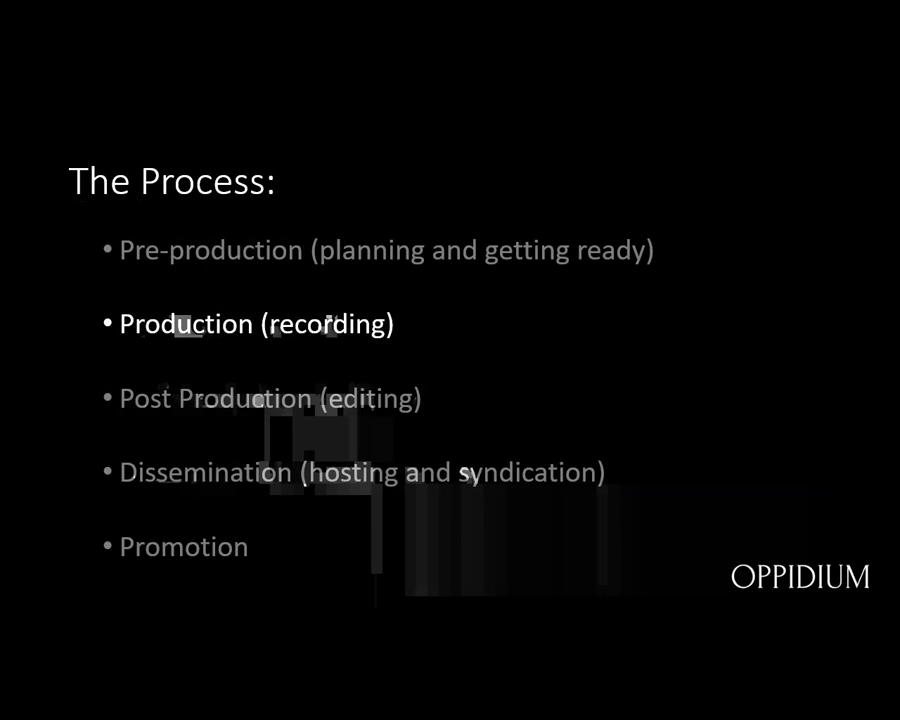 The Process:
• Pre-production (planning and getting ready)
• Production (recording)
• Post Production (editing)
• Dissemination (hosting and syndication)
• Promotion
OPPIDIUM